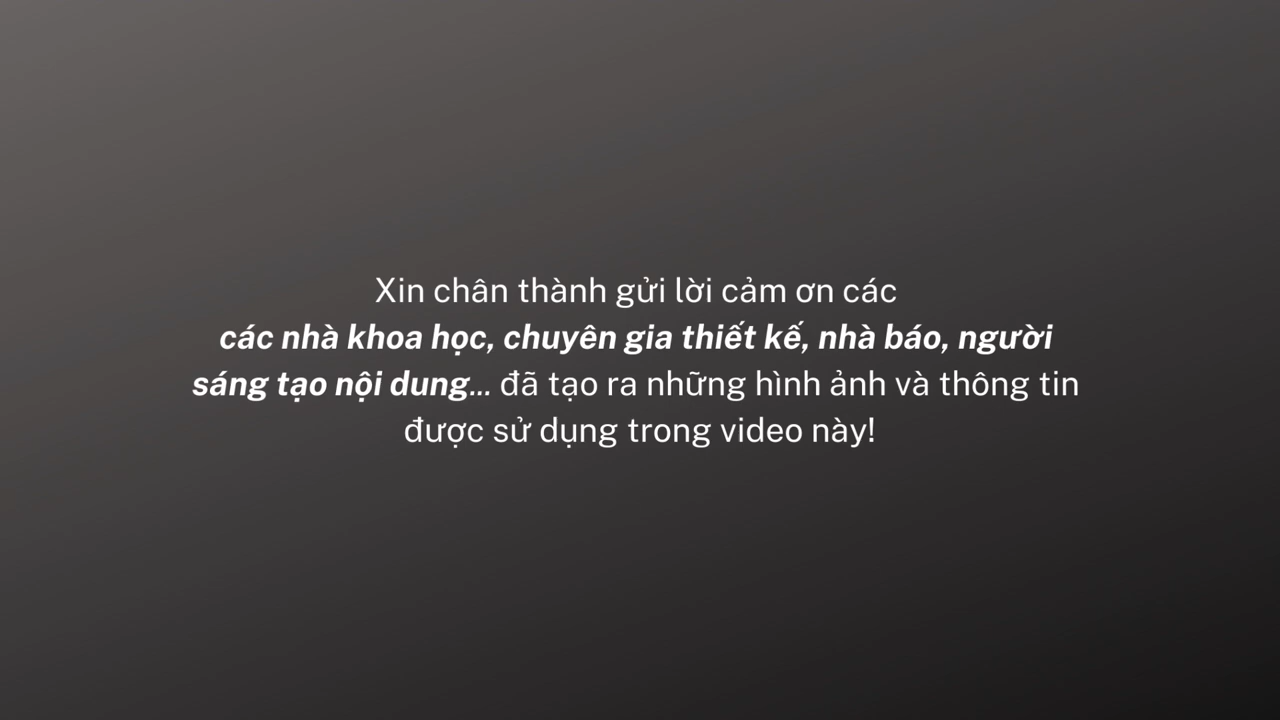 Xin chân thành gửi lời cảm ơn các
các nhà khoa học, chuyên gia thiết kế, nhà báo, người
sáng tạo nội dung... đã tạo ra những hình ảnh và thông tin
được sử dụng trong video này!